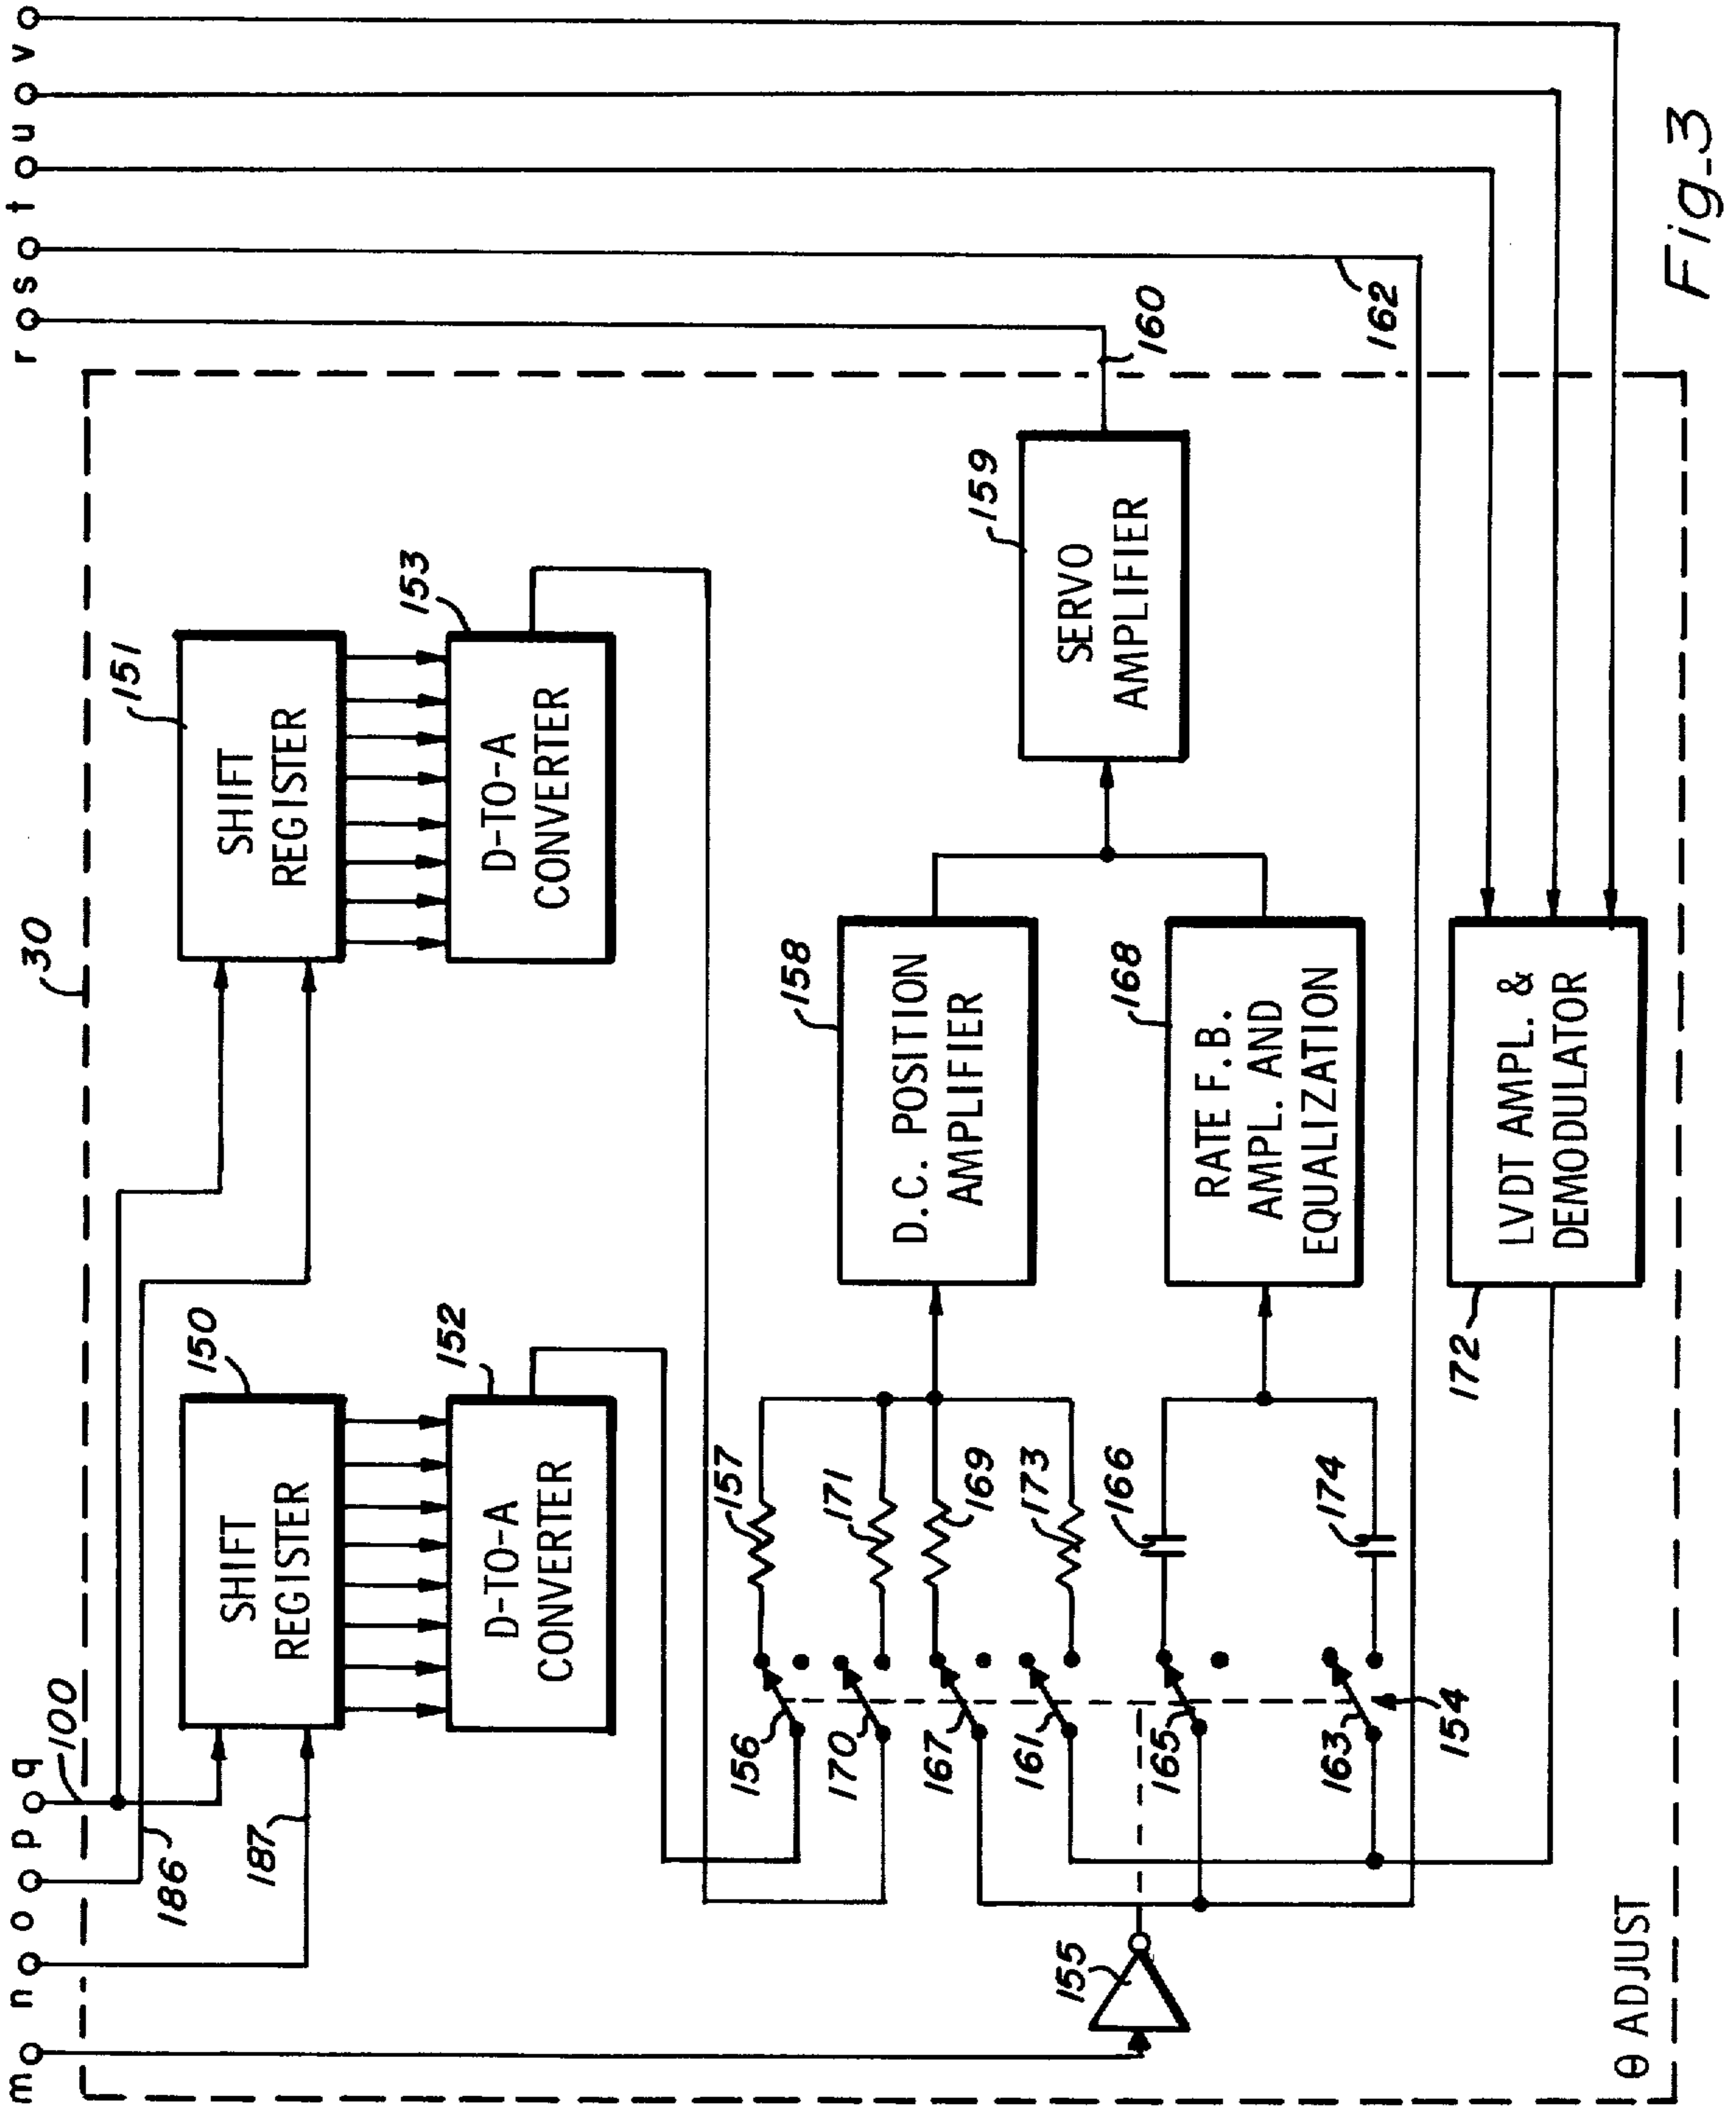 m n o p q r s t u v
100
30
186
187
150
151
SHIFT
REGISTER
SHIFT
REGISTER
152
153
D-TO-A
CONVERTER
D-TO-A
CONVERTER
156
157
158
159
160
170
171
167
169
161
173
D.C. POSITION
AMPLIFIER
SERVO
AMPLIFIER
155
165
166
168
RATE F.B.
AMPL. AND
EQUALIZATION
163
174
162
154
172
LVDT AMPL. &
DEMODULATOR
θ ADJUST
Fig_3